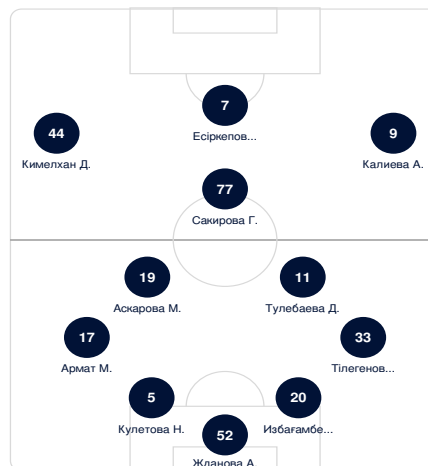 7
Есіркепов...
44
Кимелхан Д.
9
Калиева А.
77
Сакирова Г.
19
Аскарова М.
11
Тулебаева Д.
17
Армат М.
33
Тілегенов...
5
Кулетова Н.
20
Избағамбе...
52
Жданова А.